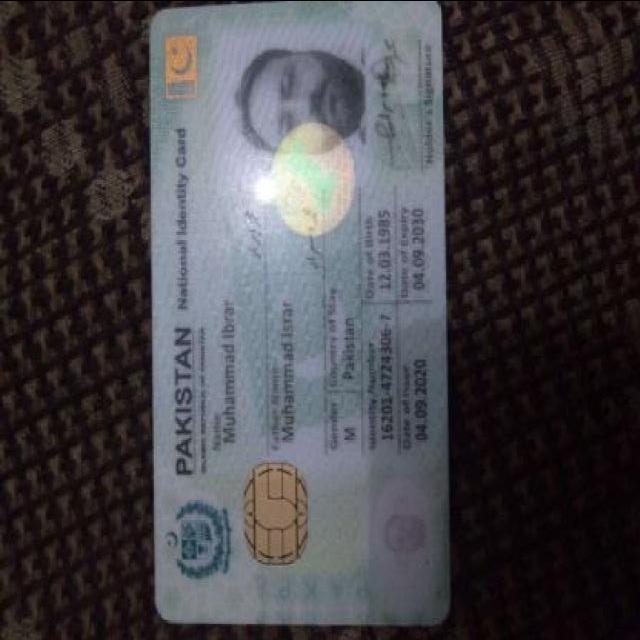 PAKISTAN National Identity Card
ISLAMIC REPUBLIC OF PAKISTAN
Name
Muhammad Ibrar
Father Name
Muhammad Israr
Gender Country of Stay
M Pakistan
Identity Number Date of Birth
16203-4724306-7 12.03.1985
Date of Issue Date of Expiry
04.09.2020 04.09.2030
Holder's Signature